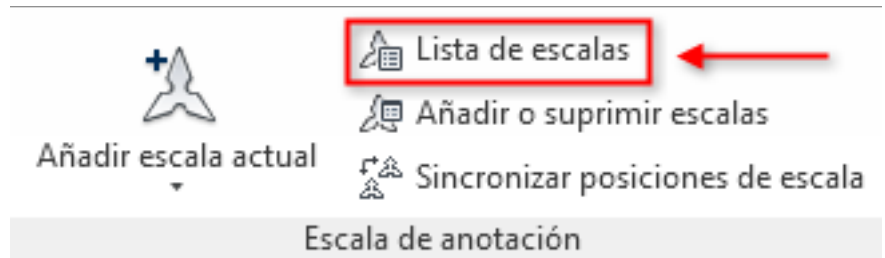 Lista de escalas
Añadir o suprimir escalas
Añadir escala actual
Sincronizar posiciones de escala
Escala de anotación